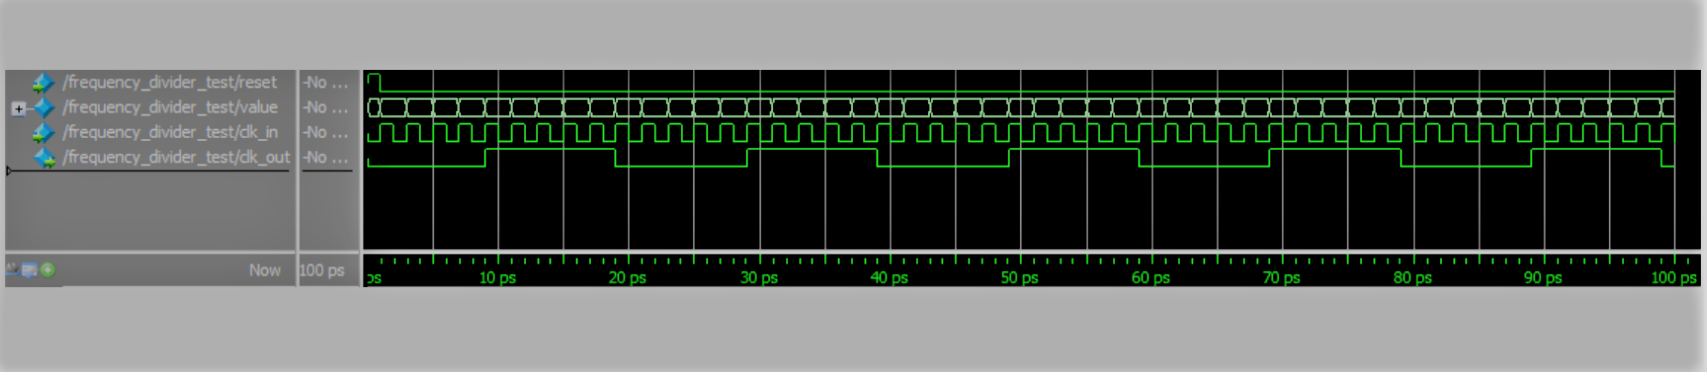 /frequency_divider_test/reset -No ...
/frequency_divider_test/value -No ...
/frequency_divider_test/clk_in -No ...
/frequency_divider_test/clk_out -No ...
Now 100 ps ps 10 ps 20 ps 30 ps 40 ps 50 ps 60 ps 70 ps 80 ps 90 ps 100 ps